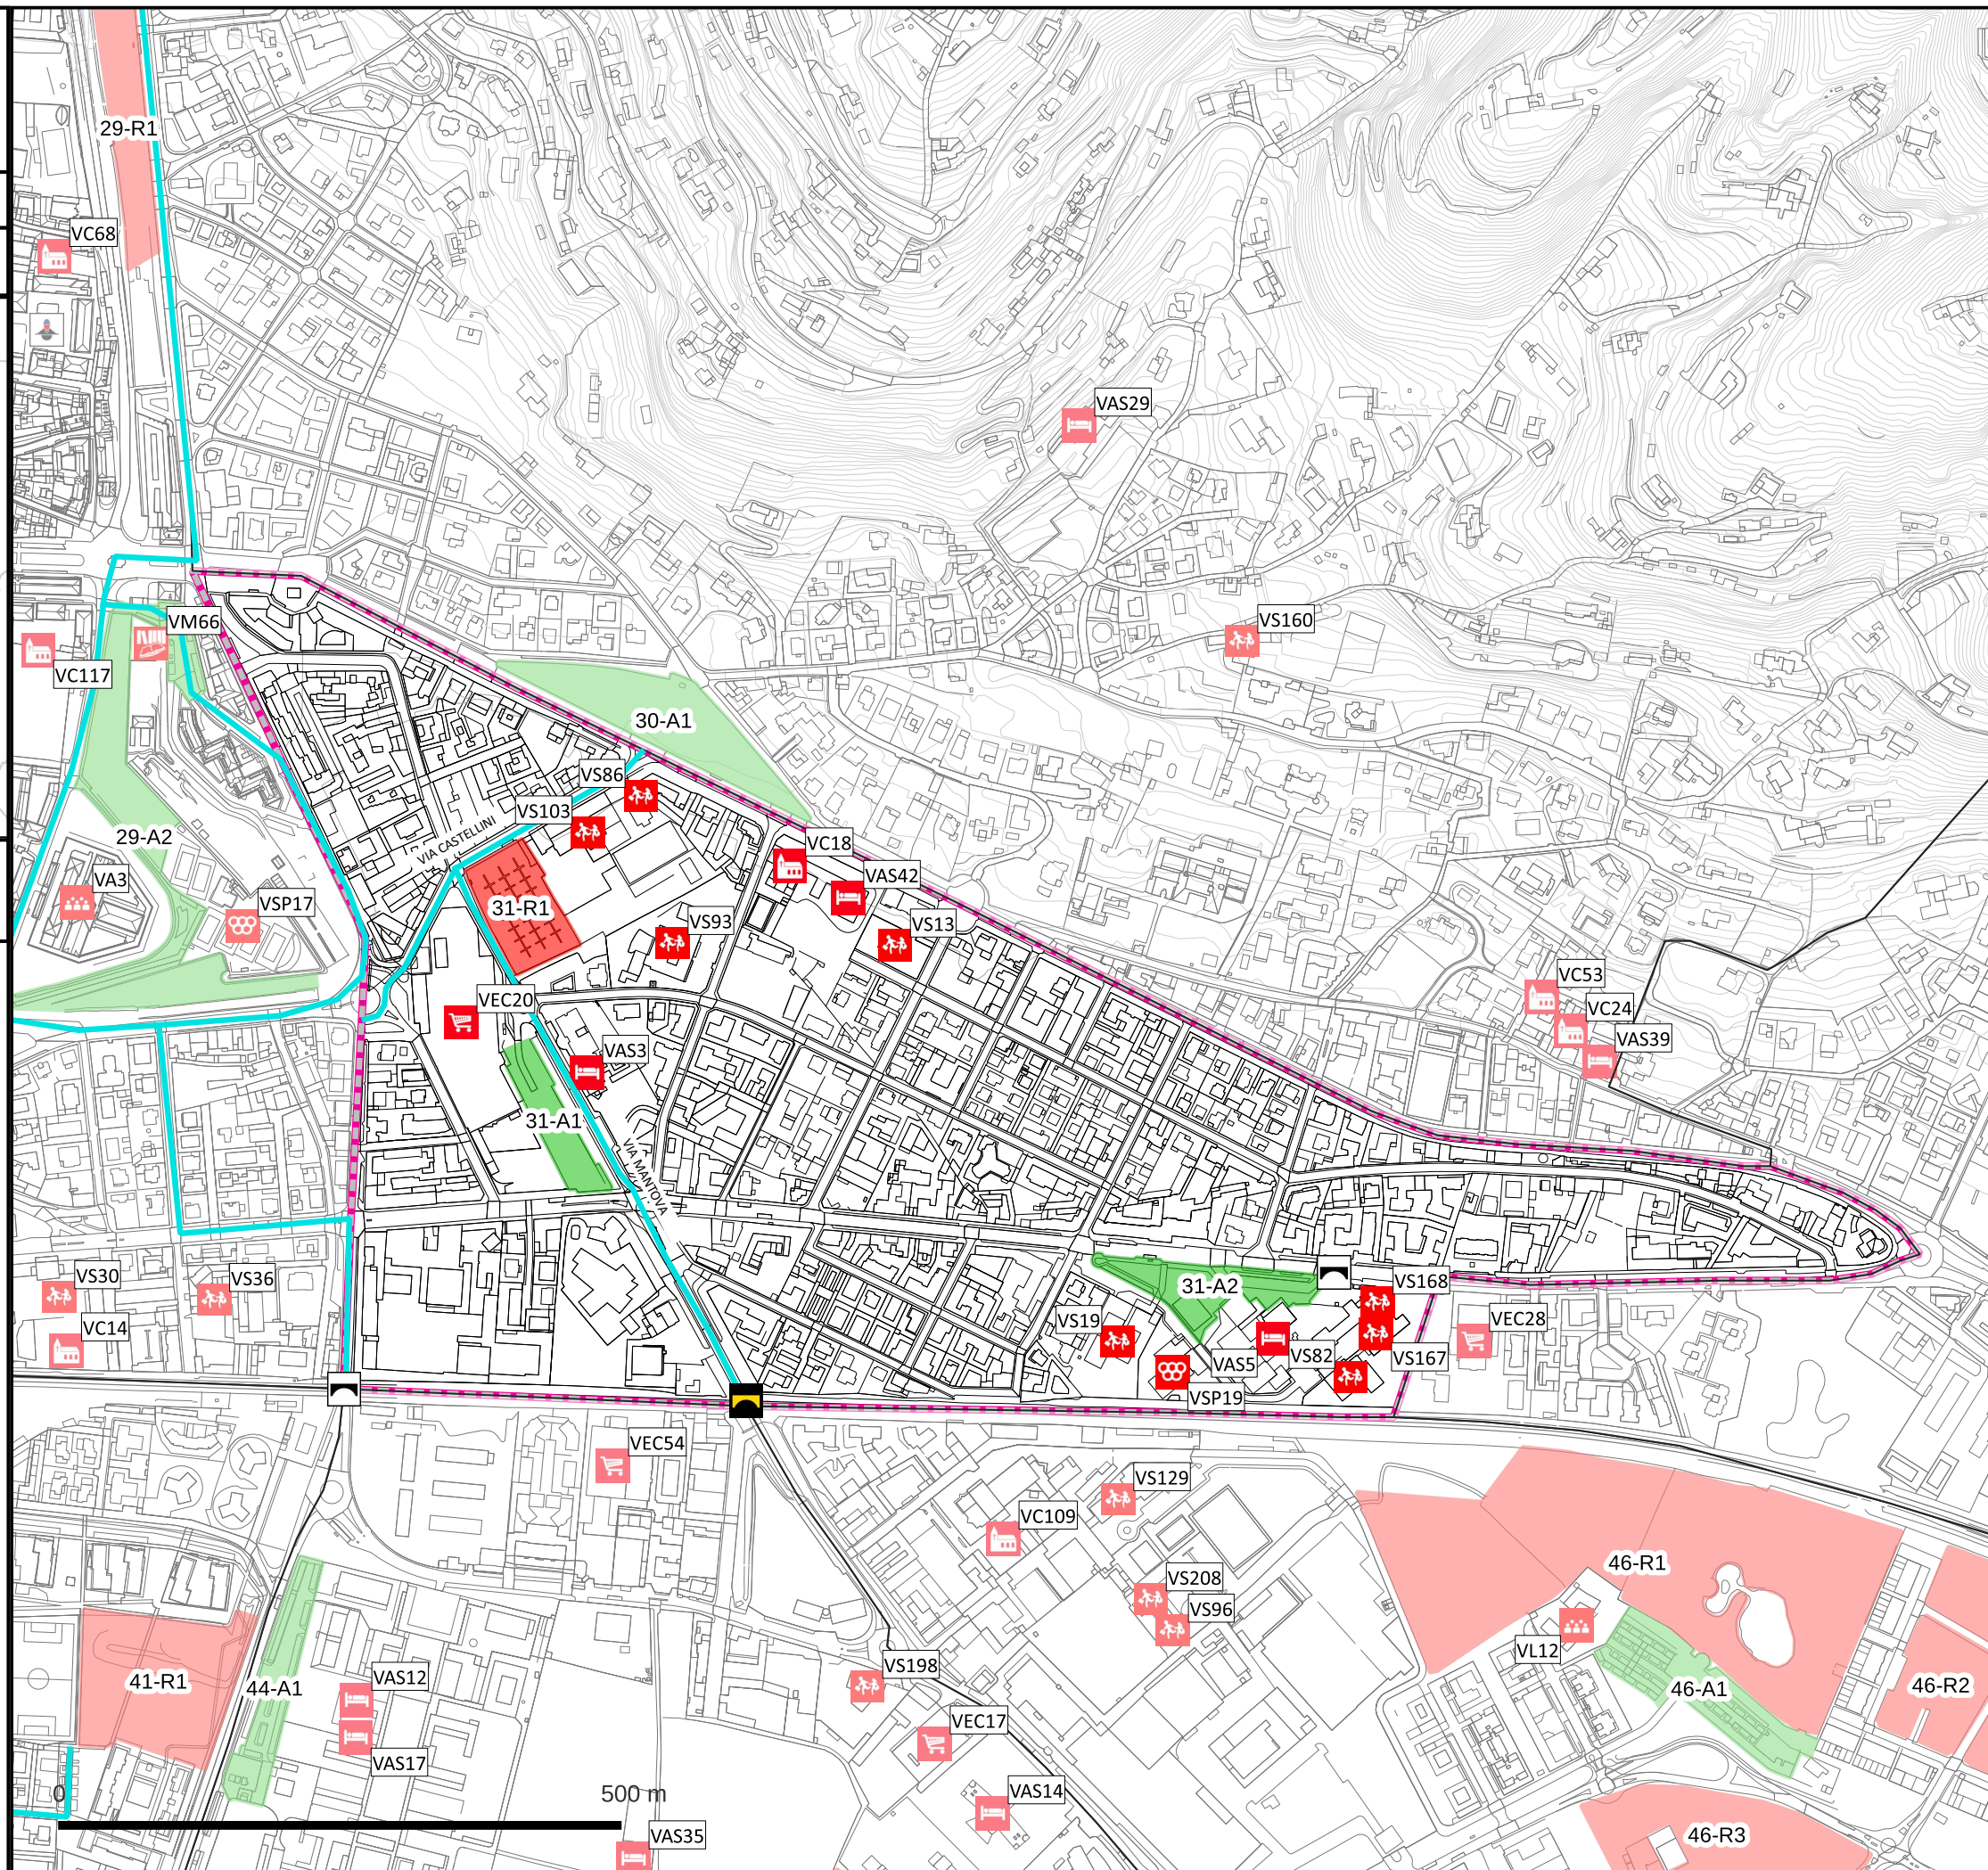 29-R1
VC68
VAS29
VS160
VM66
VC117
30-A1
VS86
VS103
VIA CASTELLINI
29-A2
VC18
VA3
VAS42
VSP17
31-R1
VS93
VS13
VC53
VEC20
VC24
VAS39
VAS3
31-A1
VIA MANTOVA
VS30
VS36
VS168
31-A2
VS19
VEC28
VC14
VAS5
VS82
VS167
VSP19
VEC54
VS129
VC109
46-R1
VS208
VS96
VL12
VS198
41-R1
44-A1
VAS12
46-A1
46-R2
VEC17
VAS17
0
500 m
VAS14
VAS35
46-R3